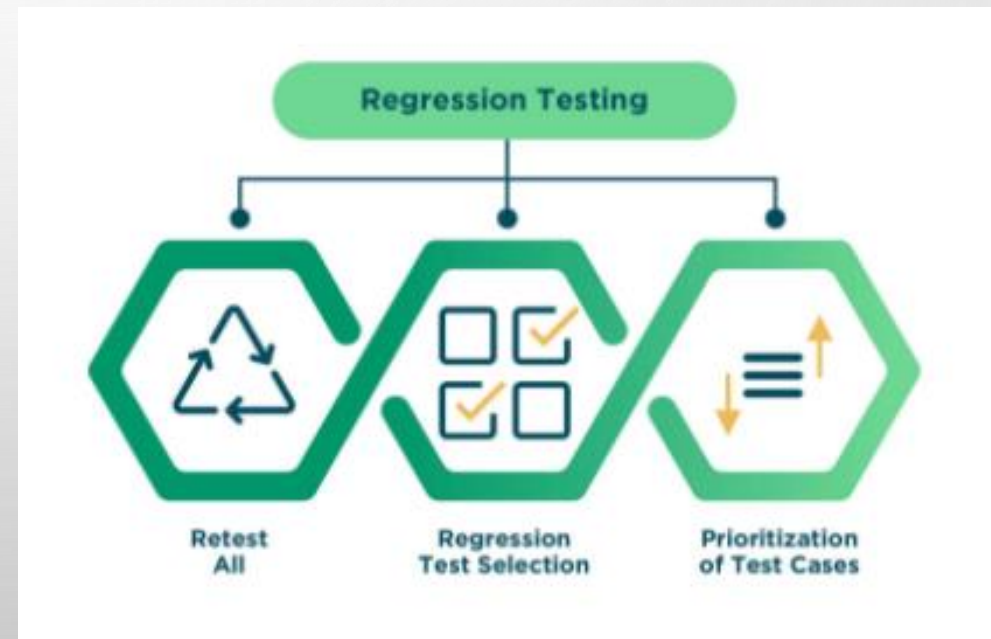 Regression Testing
Retest
All
Regression
Test Selection
Prioritization
of Test Cases